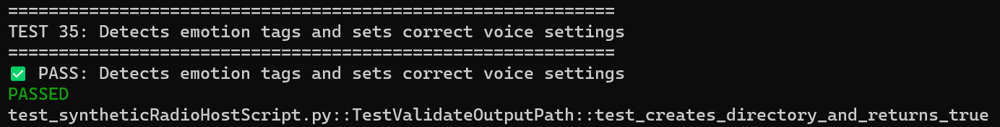 ============================================================
TEST 35: Detects emotion tags and sets correct voice settings
============================================================
✅ PASS: Detects emotion tags and sets correct voice settings
PASSED
test_syntheticRadioHostScript.py::TestValidateOutputPath::test_creates_directory_and_returns_true